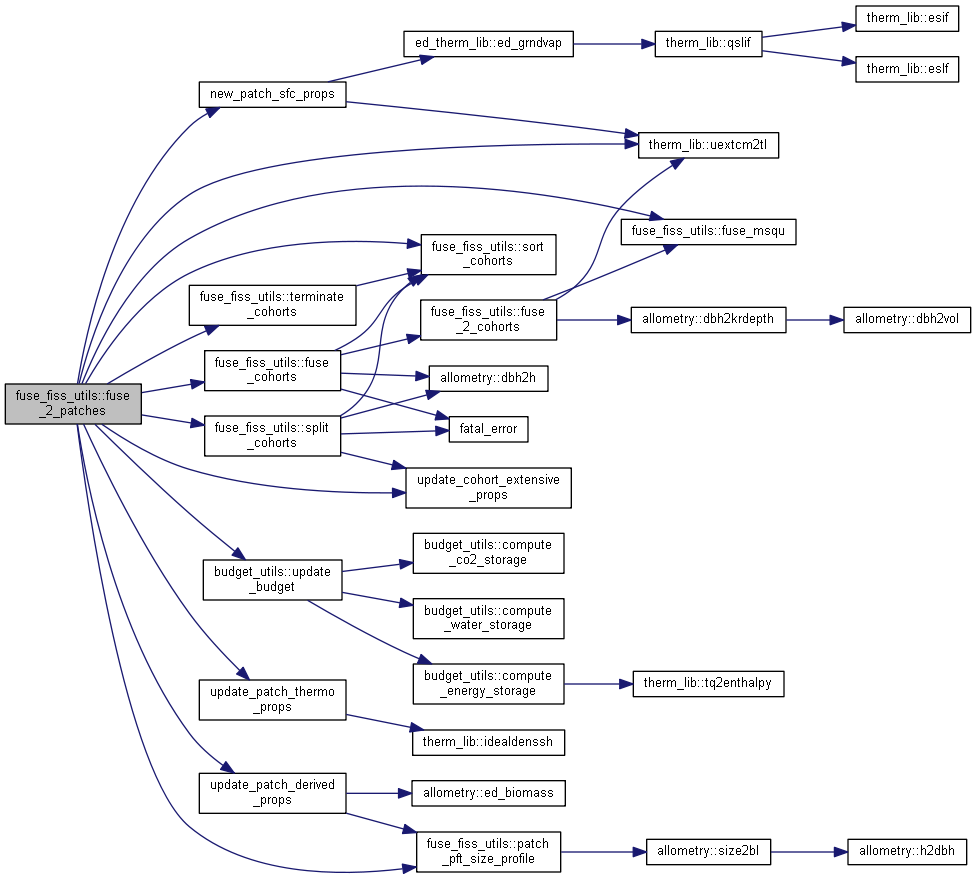 therm_lib::esif
ed_therm_lib::ed_grndvap
therm_lib::qslif
therm_lib::eslf
new_patch_sfc_props
therm_lib::uextcm2tl
fuse_fiss_utils::fuse_msqu
fuse_fiss_utils::sort
_cohorts
fuse_fiss_utils::terminate
_cohorts
fuse_fiss_utils::fuse
_2_cohorts
allometry::dbh2krdepth
allometry::dbh2vol
fuse_fiss_utils::fuse
_cohorts
allometry::dbh2h
fuse_fiss_utils::fuse
_2_patches
fuse_fiss_utils::split
_cohorts
fatal_error
update_cohort_extensive
_props
budget_utils::compute
_co2_storage
budget_utils::update
_budget
budget_utils::compute
_water_storage
budget_utils::compute
_energy_storage
therm_lib::tq2enthalpy
update_patch_thermo
_props
therm_lib::idealdenssh
update_patch_derived
_props
allometry::ed_biomass
fuse_fiss_utils::patch
_pft_size_profile
allometry::size2bl
allometry::h2dbh